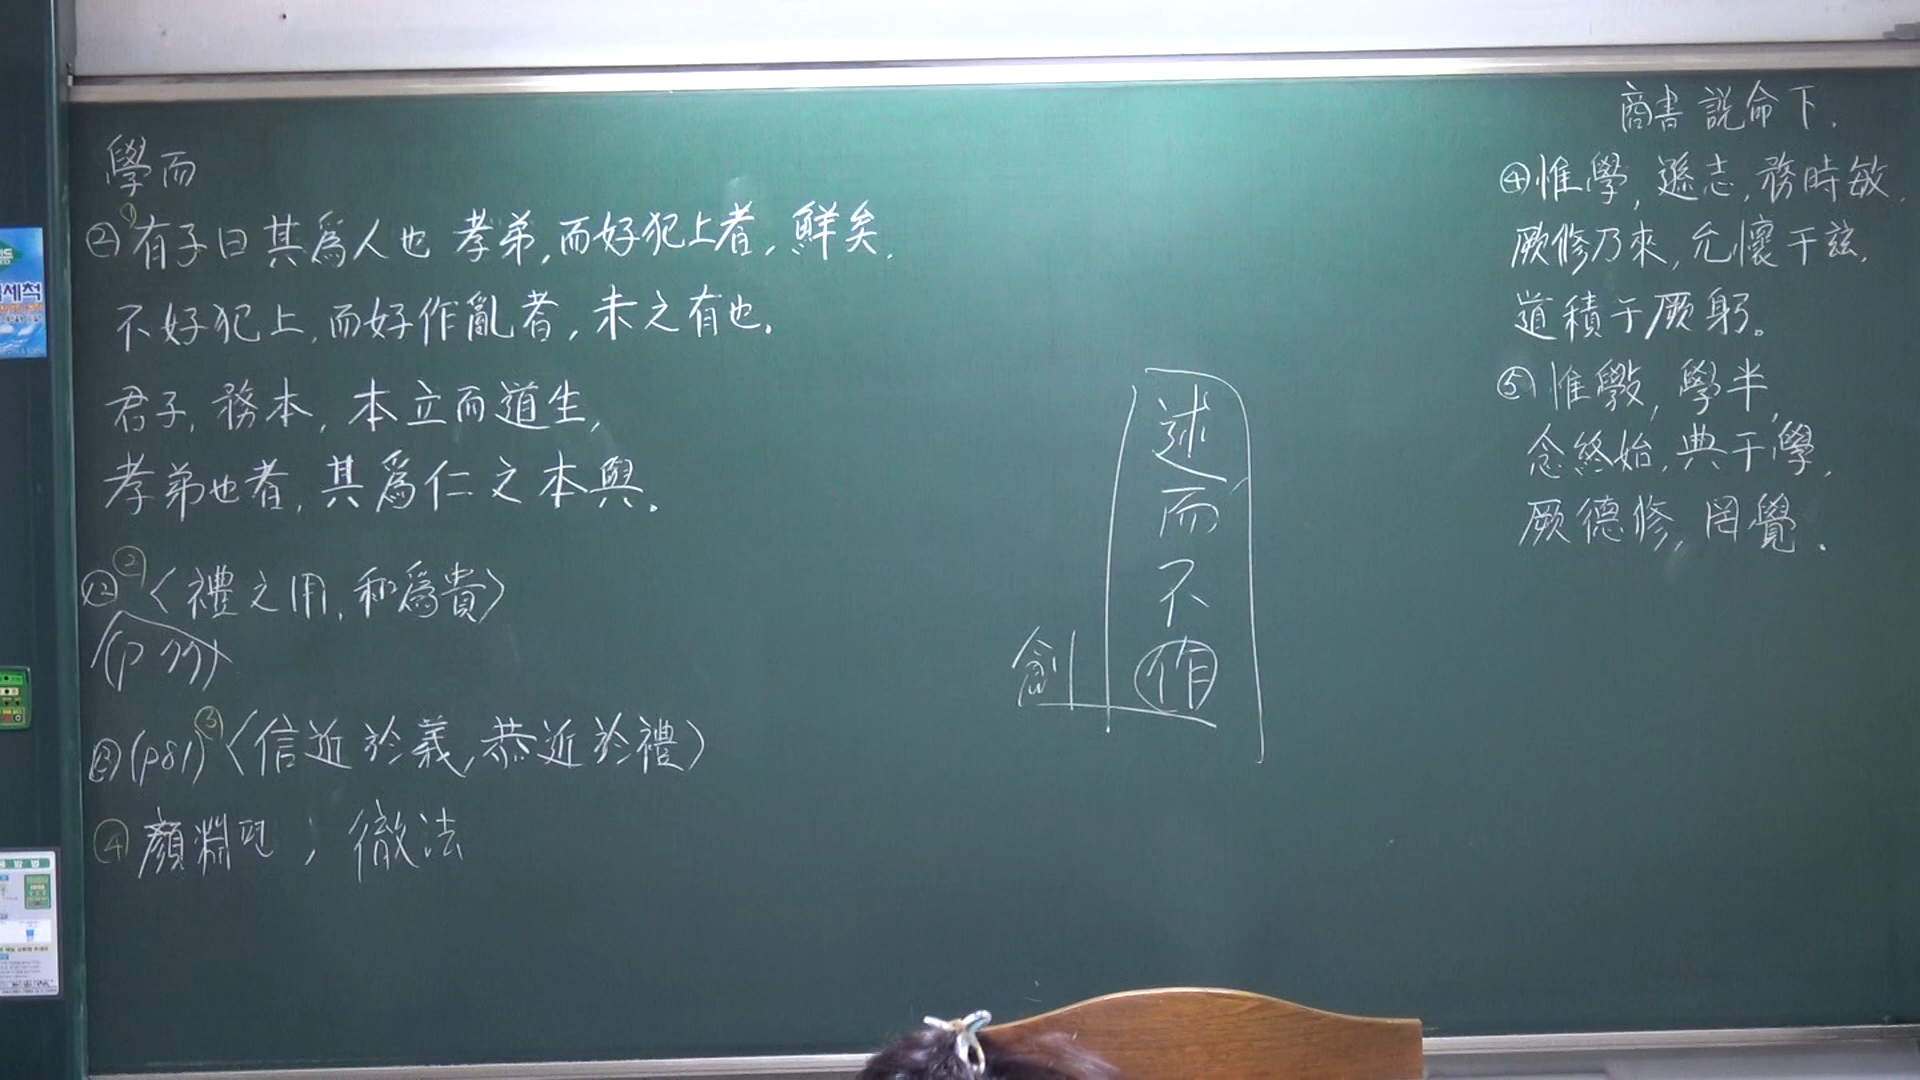 學而
② ① 有子曰 其爲人也 孝弟, 而好犯上者, 鮮矣.
不好犯上, 而好作亂者, 未之有也.
君子, 務本, 本立而道生,
孝弟也者, 其爲仁之本與.
⑫ ② 〈禮之用, 和爲貴〉
⑬ (p81) ③ 〈信近於義, 恭近於禮〉
④ 顏淵 , 徹法
述
而
不
作
創
商書 説命下.
④ 惟學, 遜志, 務時敏,
厥修乃來, 允懷于玆,
道積于厥躬。
⑤ 惟斅, 學半,
念終始, 典于學,
厥德修, 罔覺.
세척